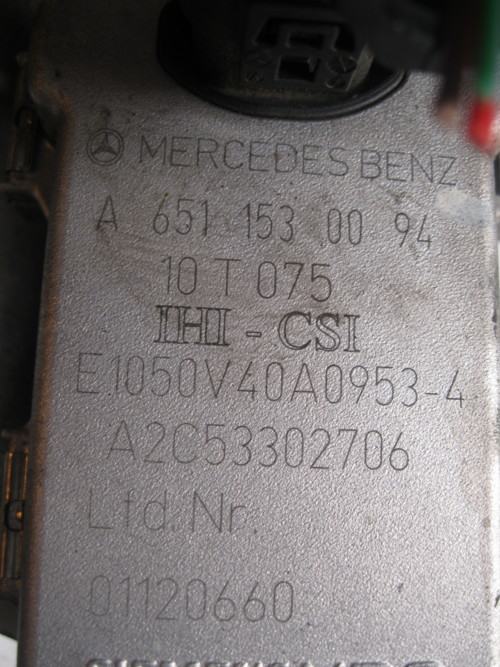 MERCEDES BENZ
A 651 153 00 94
10 T 075
IHI - CSI
E1050V40A0953-4
A2C53302706
Lfd. Nr.
01120660